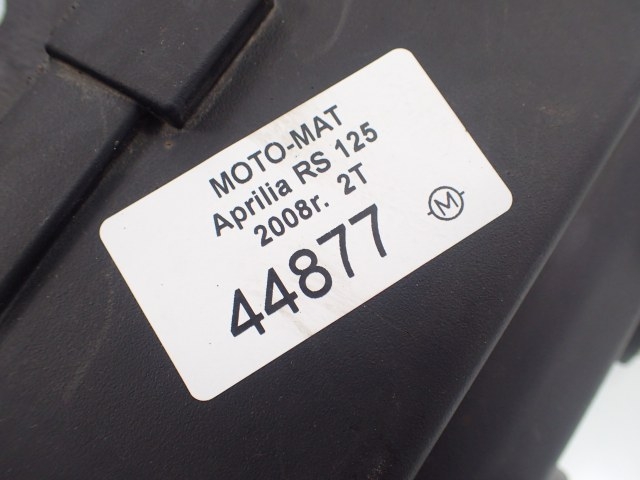 MOTO-MAT
Aprilia RS 125
2008r. 2T
44877
M